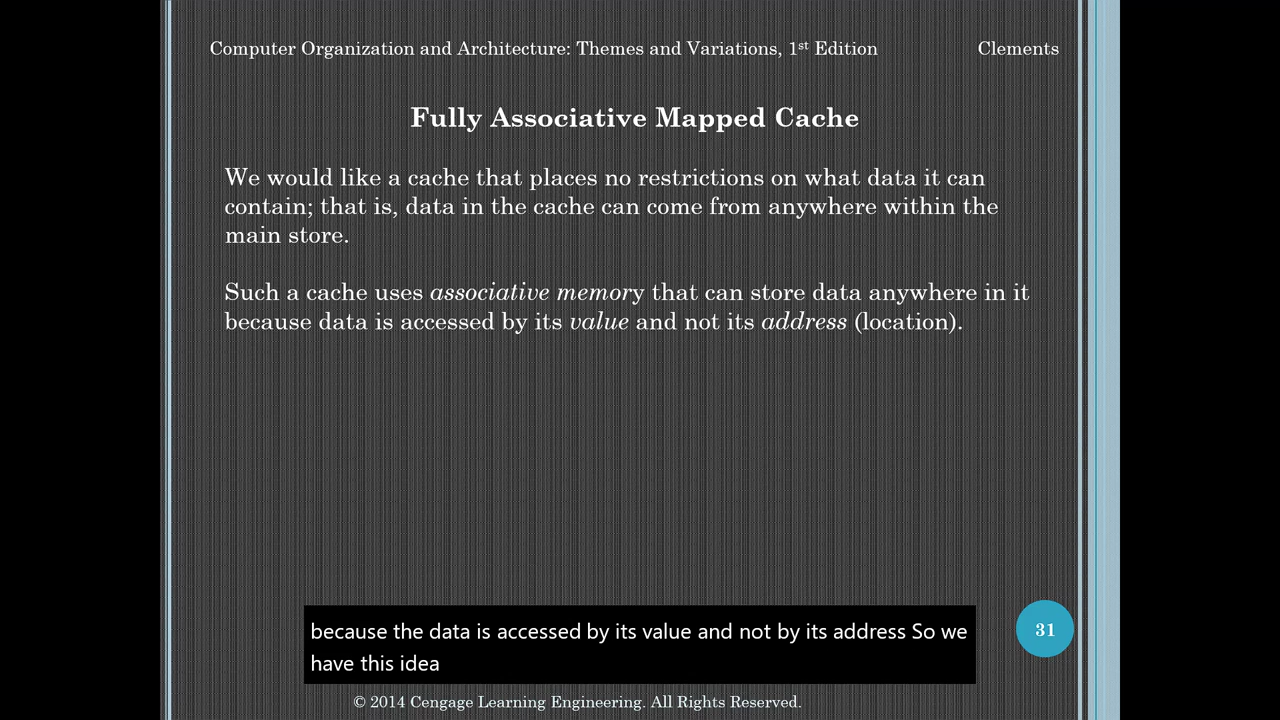 Computer Organization and Architecture: Themes and Variations, 1st Edition Clements
Fully Associative Mapped Cache
We would like a cache that places no restrictions on what data it can
contain; that is, data in the cache can come from anywhere within the
main store.
Such a cache uses associative memory that can store data anywhere in it
because data is accessed by its value and not its address (location).
because the data is accessed by its value and not by its address So we
have this idea
31
© 2014 Cengage Learning Engineering. All Rights Reserved.